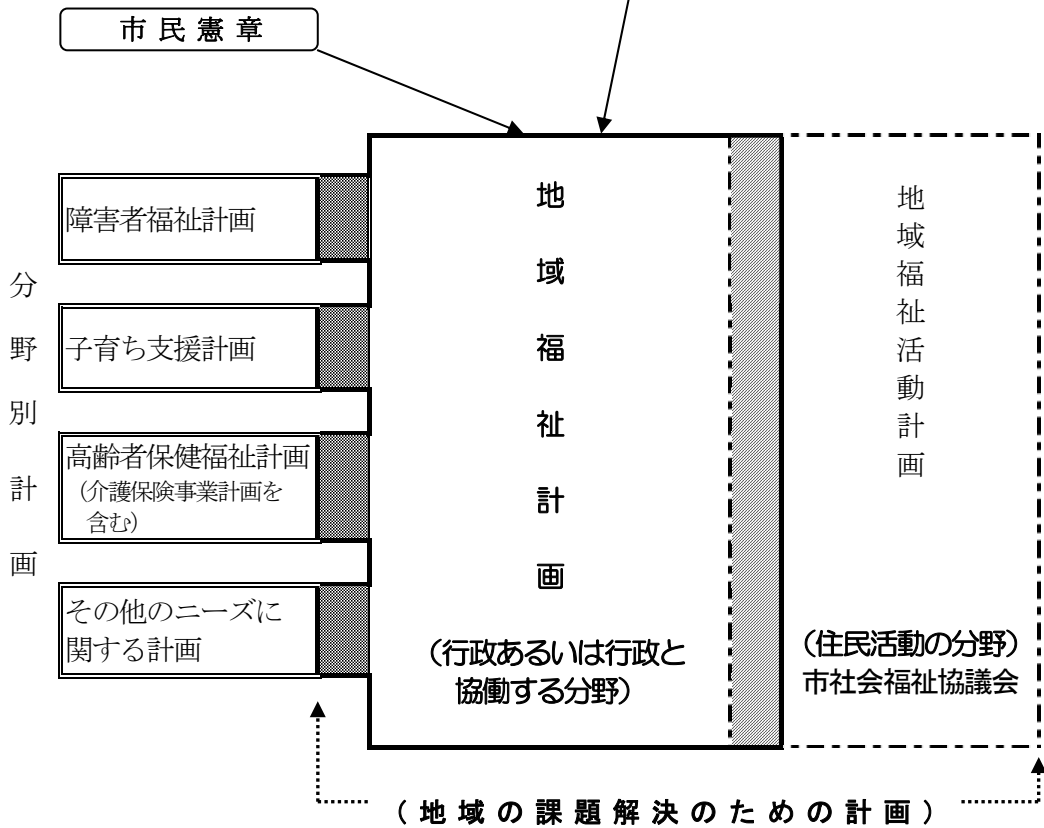 市民憲章
分野別計画
障害者福祉計画
子育ち支援計画
高齢者保健福祉計画
（介護保険事業計画を
含む）
その他のニーズに
関する計画
地域福祉計画
（行政あるいは行政と
協働する分野）
地域福祉活動計画
（住民活動の分野）
市社会福祉協議会
（地域の課題解決のための計画）